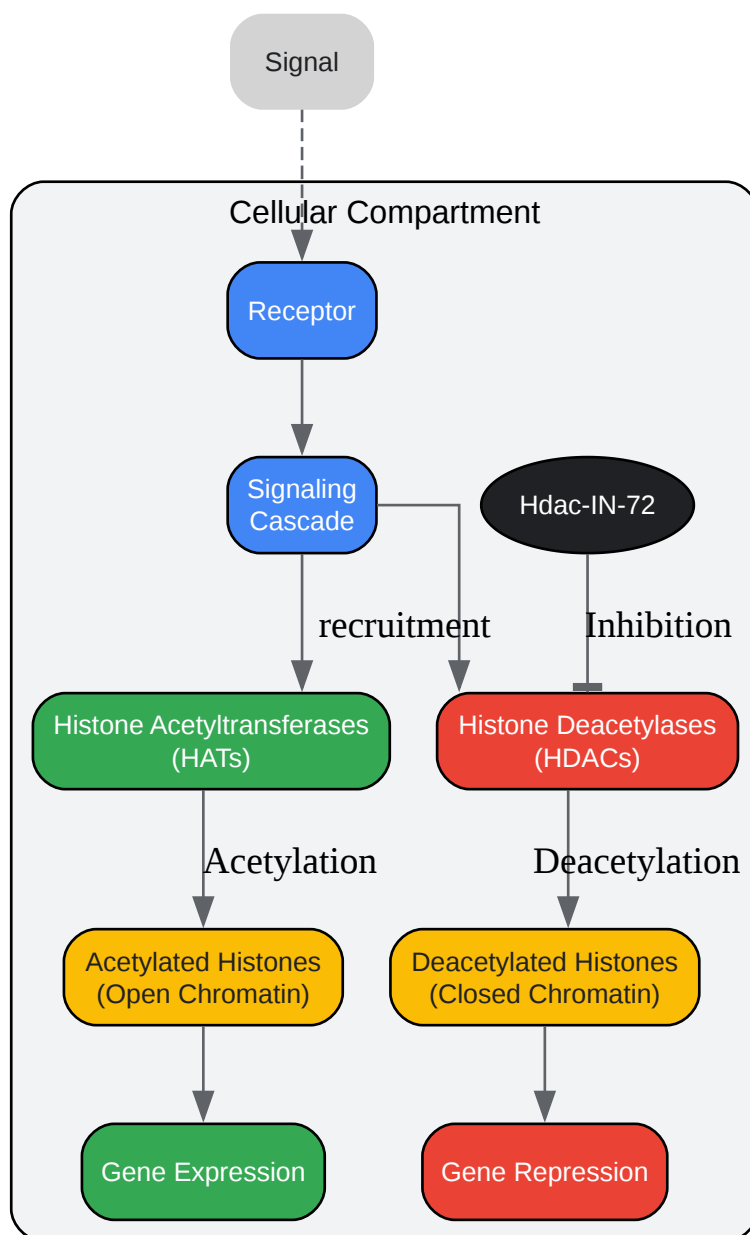 Signal
Cellular Compartment
Receptor
Signaling
Cascade
Hdac-IN-72
recruitment
Inhibition
Histone Acetyltransferases
(HATs)
Histone Deacetylases
(HDACs)
Acetylation
Deacetylation
Acetylated Histones
(Open Chromatin)
Deacetylated Histones
(Closed Chromatin)
Gene Expression
Gene Repression